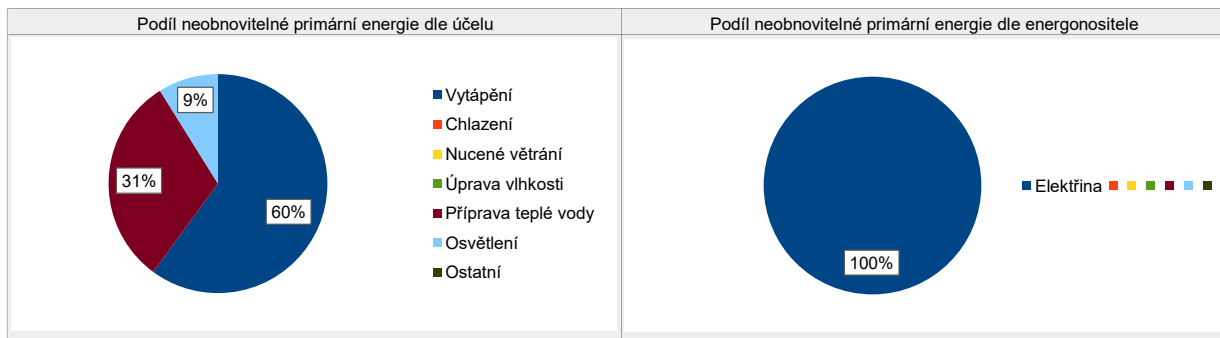 Podíl neobnovitelné primární energie dle účelu
9%
31%
60%
Vytápění
Chlazení
Nucené větrání
Úprava vlhkosti
Příprava teplé vody
Osvětlení
Ostatní
Podíl neobnovitelné primární energie dle energonositele
100%
Elektřina